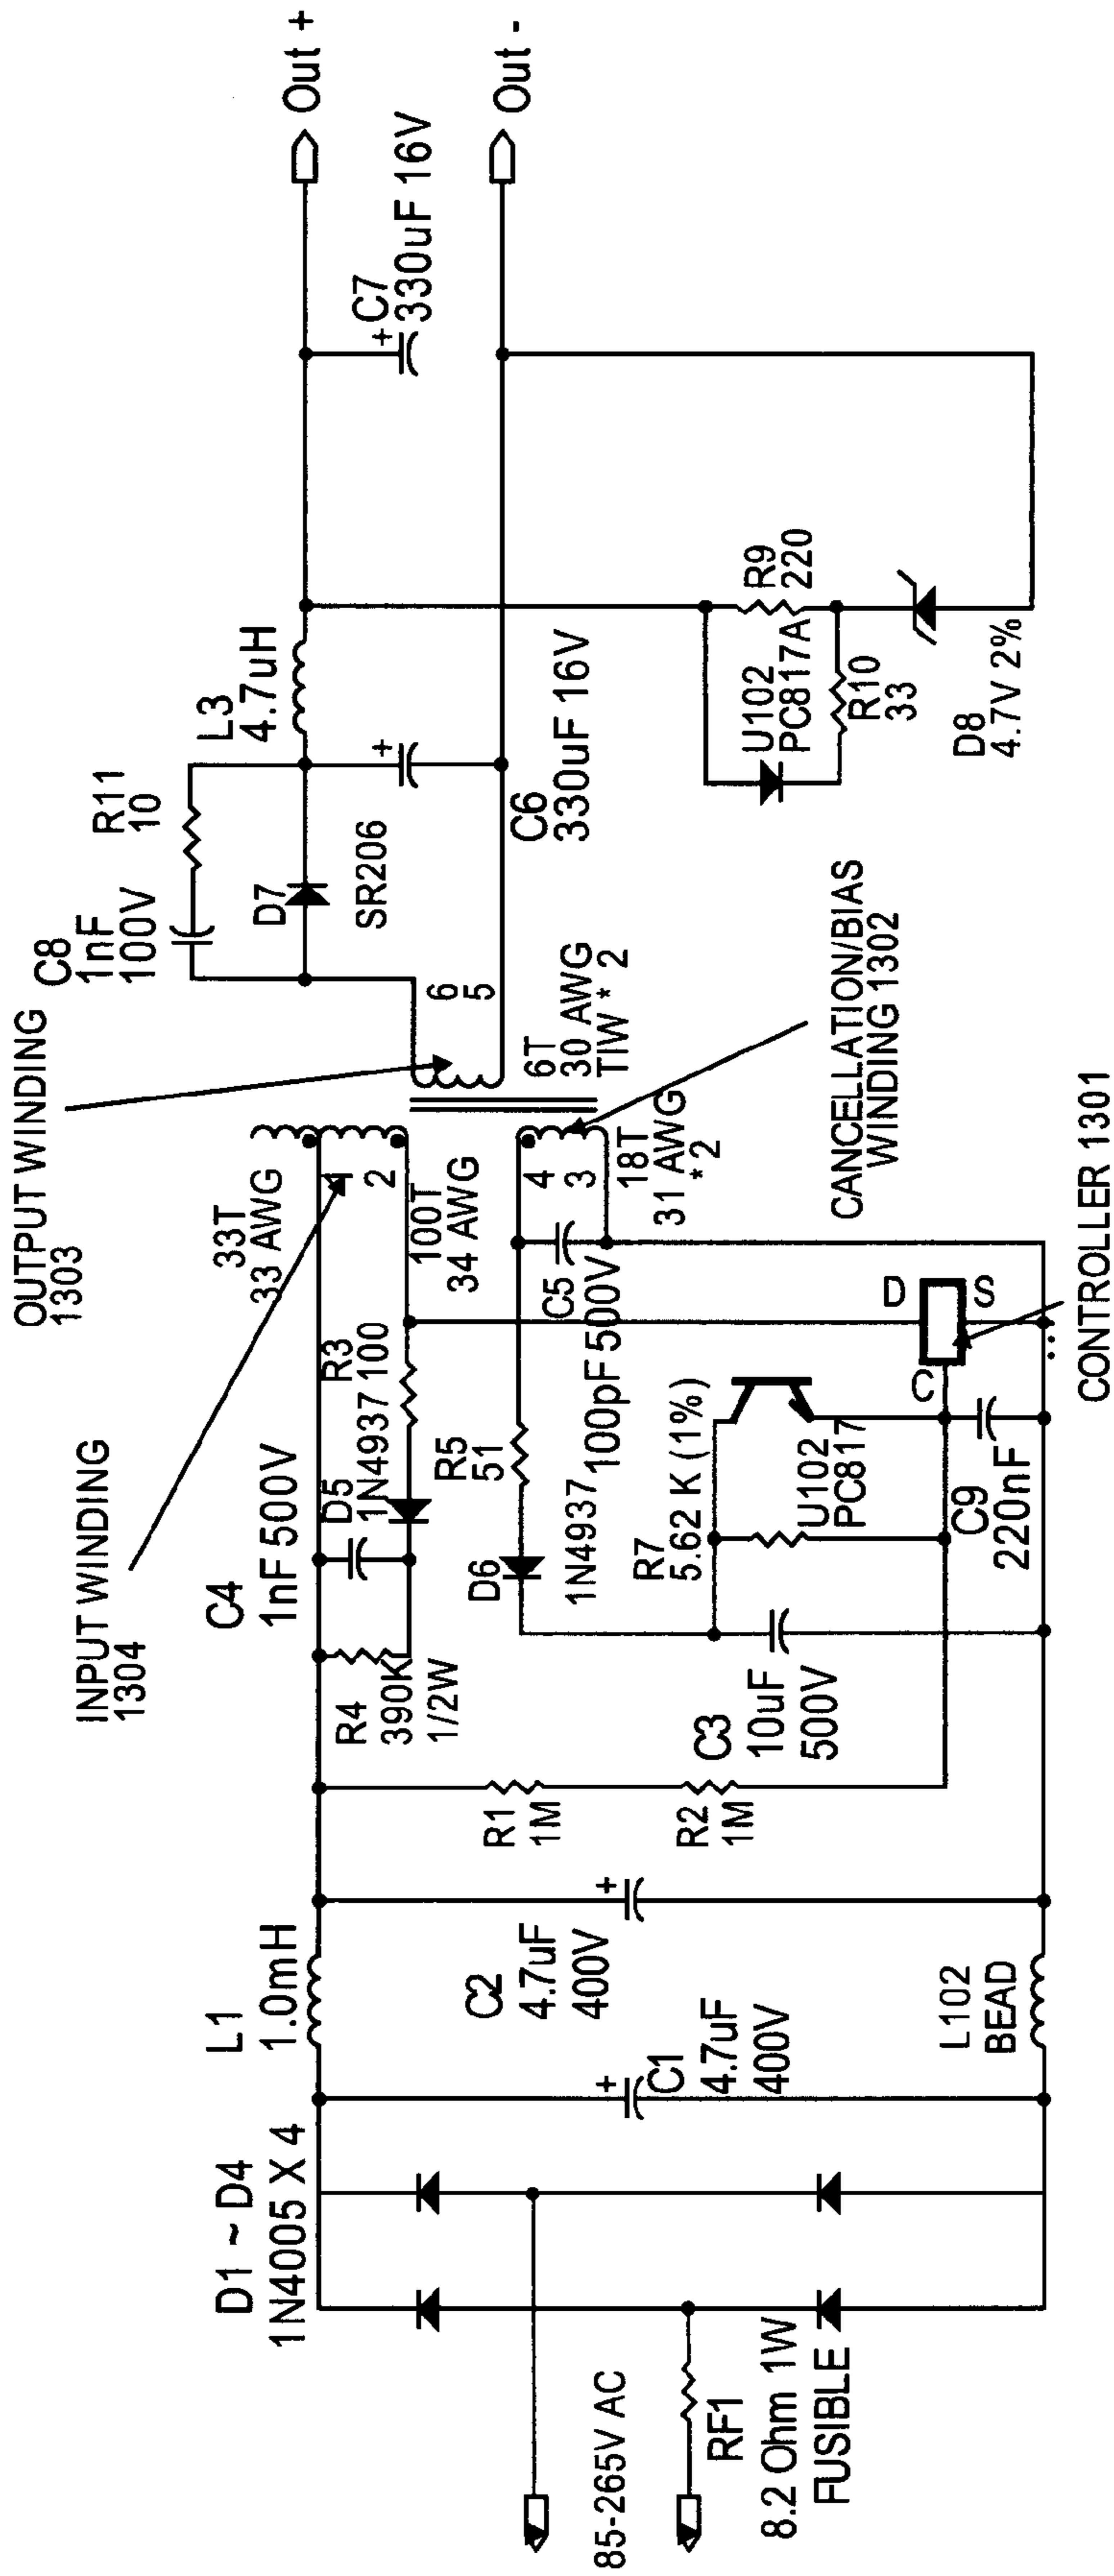 D1 ~ D4
1N4005 X 4
85-265V AC
RF1
8.2 Ohm 1W
FUSIBLE
L1
1.0mH
+
C1
4.7uF
400V
L102
BEAD
+
C2
4.7uF
400V
R1
1M
R2
1M
INPUT WINDING
1304
C4
1nF 500V
R4
390K
1/2W
D5
1N4937
R3
100
R5
51
D6
1N4937
C3
10uF
500V
R7
5.62 K (1%)
U102
PC817
C9
220nF
C
D
S
CONTROLLER 1301
C5
100pF 500V
33T
33 AWG
1
2
100T
34 AWG
4
3
18T
31 AWG
* 2
OUTPUT WINDING
1303
6
5
6T
30 AWG
TIW * 2
CANCELLATION/BIAS
WINDING 1302
C8
1nF
100V
R11
10
D7
SR206
+
C6
330uF 16V
L3
4.7uH
U102
PC817A
R9
220
R10
33
D8
4.7V 2%
+
C7
330uF 16V
Out +
Out -